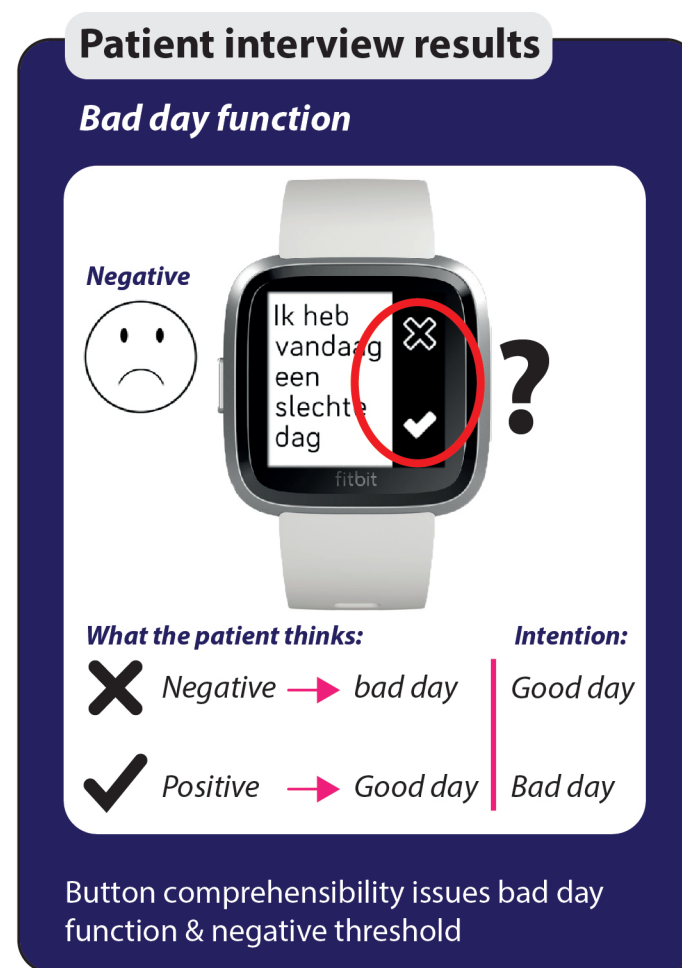 Patient interview results
Bad day function
Negative
Ik heb
vandaag
een
slechte
dag
?
fitbit
What the patient thinks:
Intention:
Negative bad day
Good day
Positive Good day
Bad day
Button comprehensibility issues bad day
function & negative threshold